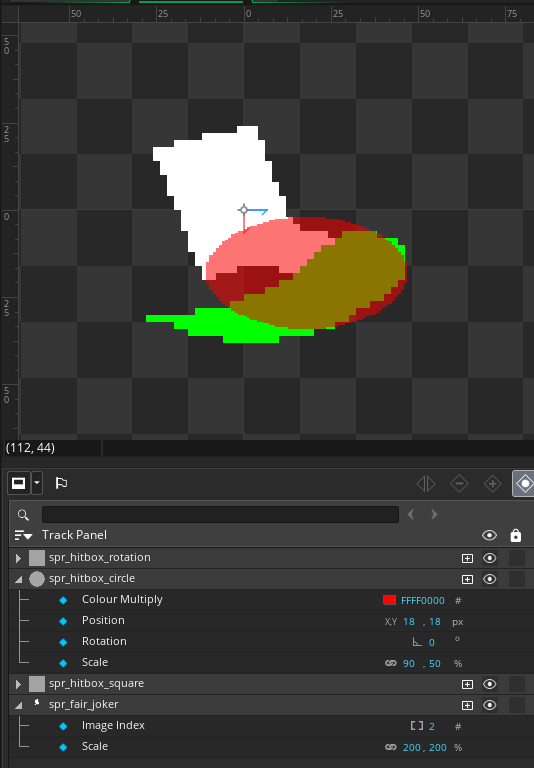 50 25 0 25 50 75
50
25
0
25
50
(112, 44)
Track Panel
spr_hitbox_rotation
spr_hitbox_circle
Colour Multiply FFFF0000 #
Position X,Y 18 , 18 px
Rotation 0 °
Scale 90 , 50 %
spr_hitbox_square
spr_fair_joker
Image Index 2 #
Scale 200 , 200 %